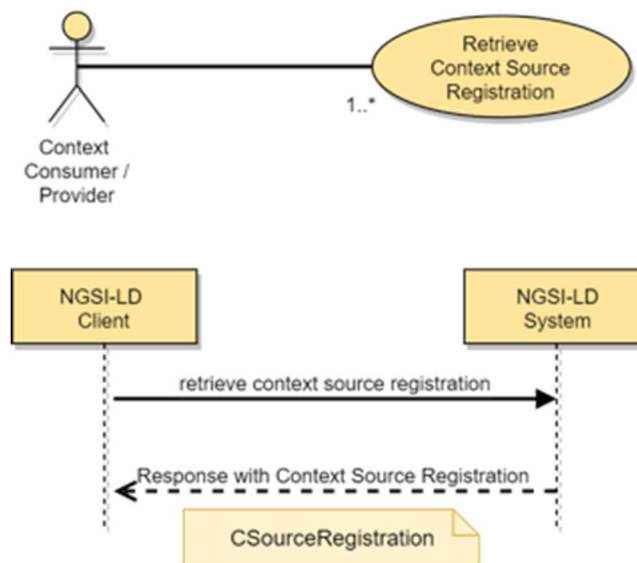 Retrieve
Context Source
Registration
1..*
Context
Consumer /
Provider
NGSI-LD
Client
NGSI-LD
System
retrieve context source registration
Response with Context Source Registration
CSourceRegistration